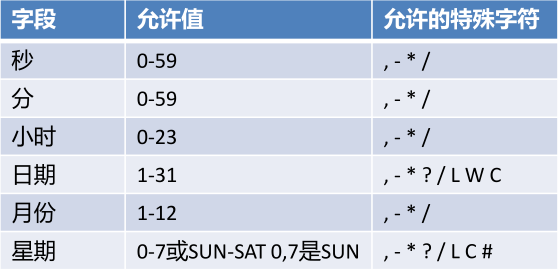 字段 允许值 允许的特殊字符
秒 0-59 , - * /
分 0-59 , - * /
小时 0-23 , - * /
日期 1-31 , - * ? / L W C
月份 1-12 , - * /
星期 0-7或SUN-SAT 0,7是SUN , - * ? / L C #